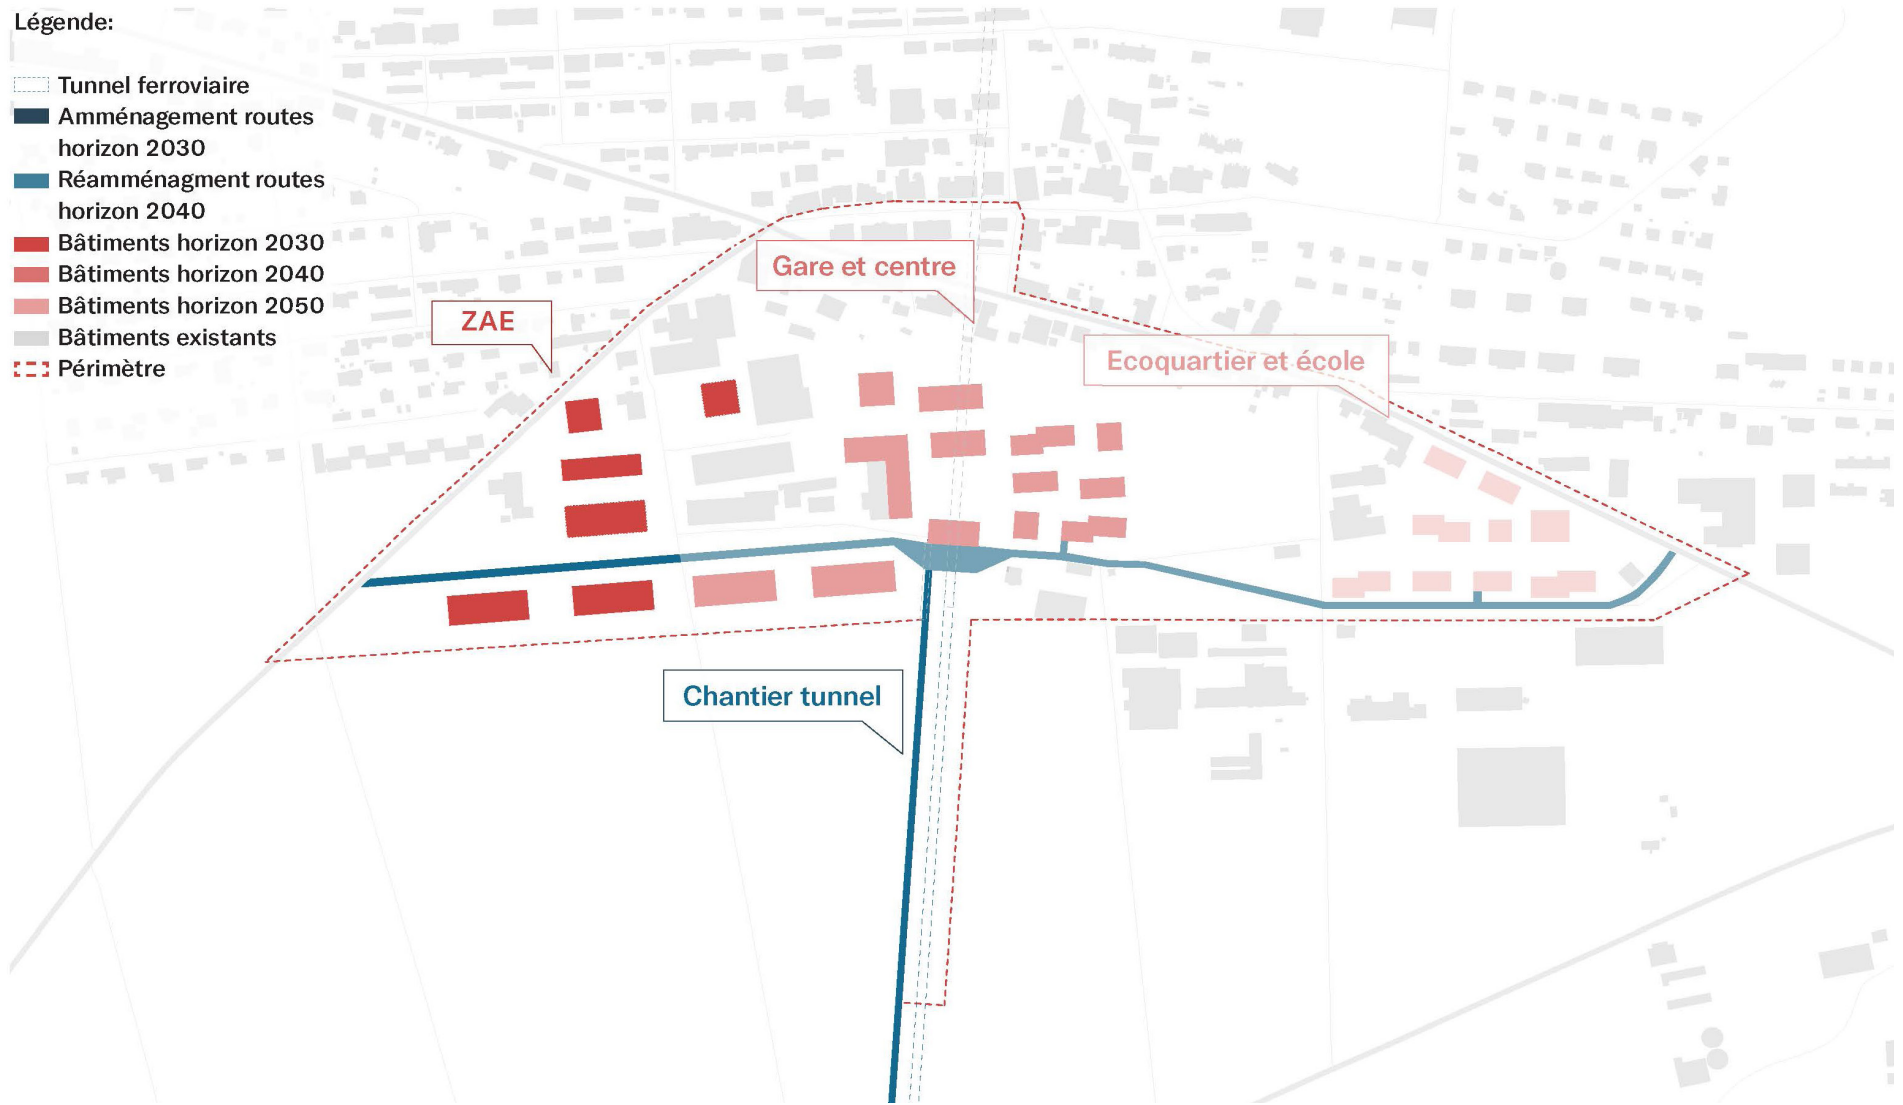 Légende:
Tunnel ferroviaire
Amménagement routes
horizon 2030
Réamménagment routes
horizon 2040
Bâtiments horizon 2030
Bâtiments horizon 2040
Bâtiments horizon 2050
Bâtiments existants
Périmètre
Gare et centre
ZAE
Ecoquartier et école
Chantier tunnel